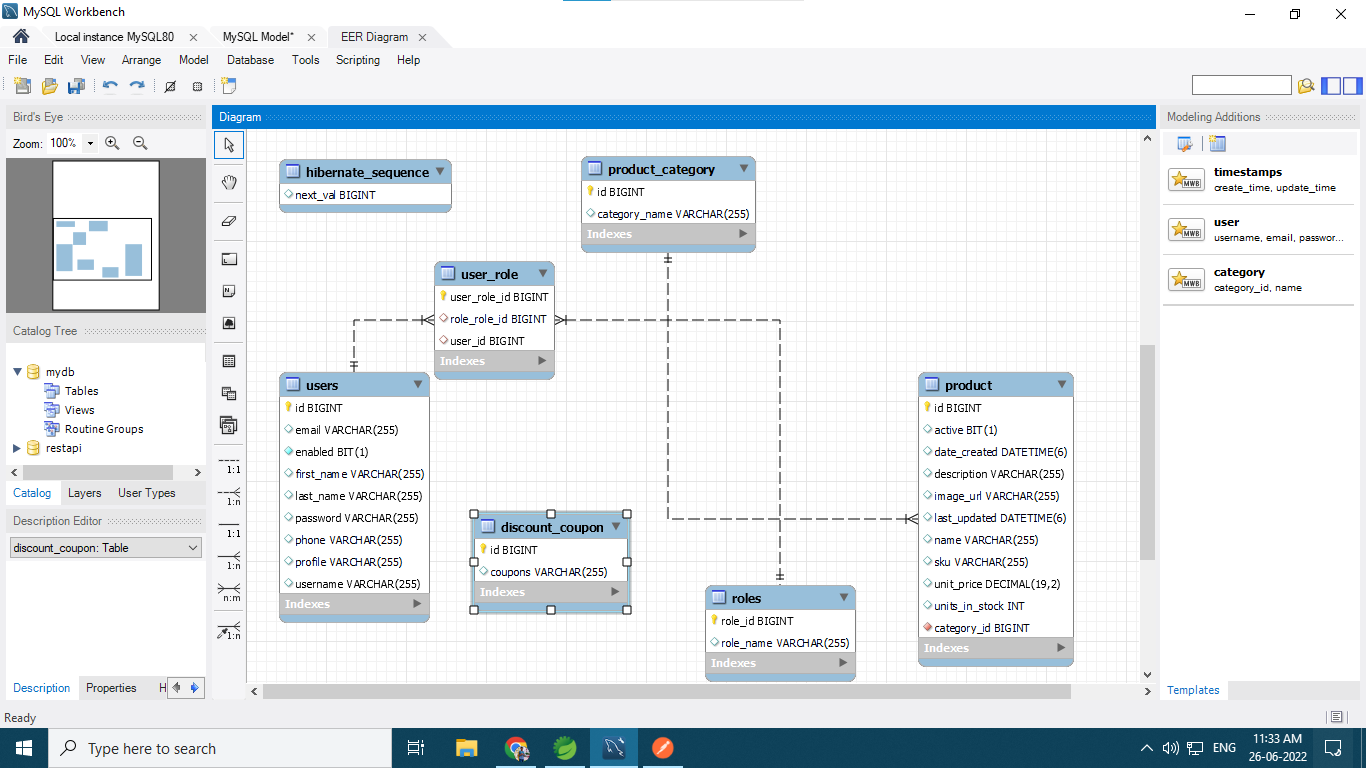 MySQL Workbench
Local instance MySQL80
MySQL Model*
EER Diagram
File Edit View Arrange Model Database Tools Scripting Help
Bird's Eye
Zoom: 100%
Catalog Tree
mydb
Tables
Views
Routine Groups
restapi
Catalog Layers User Types
Description Editor
discount_coupon: Table
Description Properties H
Diagram
1:1
1:n
1:1
1:n
n:m
1:n
hibernate_sequence
next_val BIGINT
product_category
id BIGINT
category_name VARCHAR(255)
Indexes
user_role
user_role_id BIGINT
role_role_id BIGINT
user_id BIGINT
Indexes
users
id BIGINT
email VARCHAR(255)
enabled BIT(1)
first_name VARCHAR(255)
last_name VARCHAR(255)
password VARCHAR(255)
phone VARCHAR(255)
profile VARCHAR(255)
username VARCHAR(255)
Indexes
discount_coupon
id BIGINT
coupons VARCHAR(255)
Indexes
roles
role_id BIGINT
role_name VARCHAR(255)
Indexes
product
id BIGINT
active BIT(1)
date_created DATETIME(6)
description VARCHAR(255)
image_url VARCHAR(255)
last_updated DATETIME(6)
name VARCHAR(255)
sku VARCHAR(255)
unit_price DECIMAL(19,2)
units_in_stock INT
category_id BIGINT
Indexes
Modeling Additions
MWB
timestamps
create_time, update_time
MWB
user
username, email, passwor...
MWB
category
category_id, name
Templates
Ready
Type here to search
ENG
11:33 AM
26-06-2022